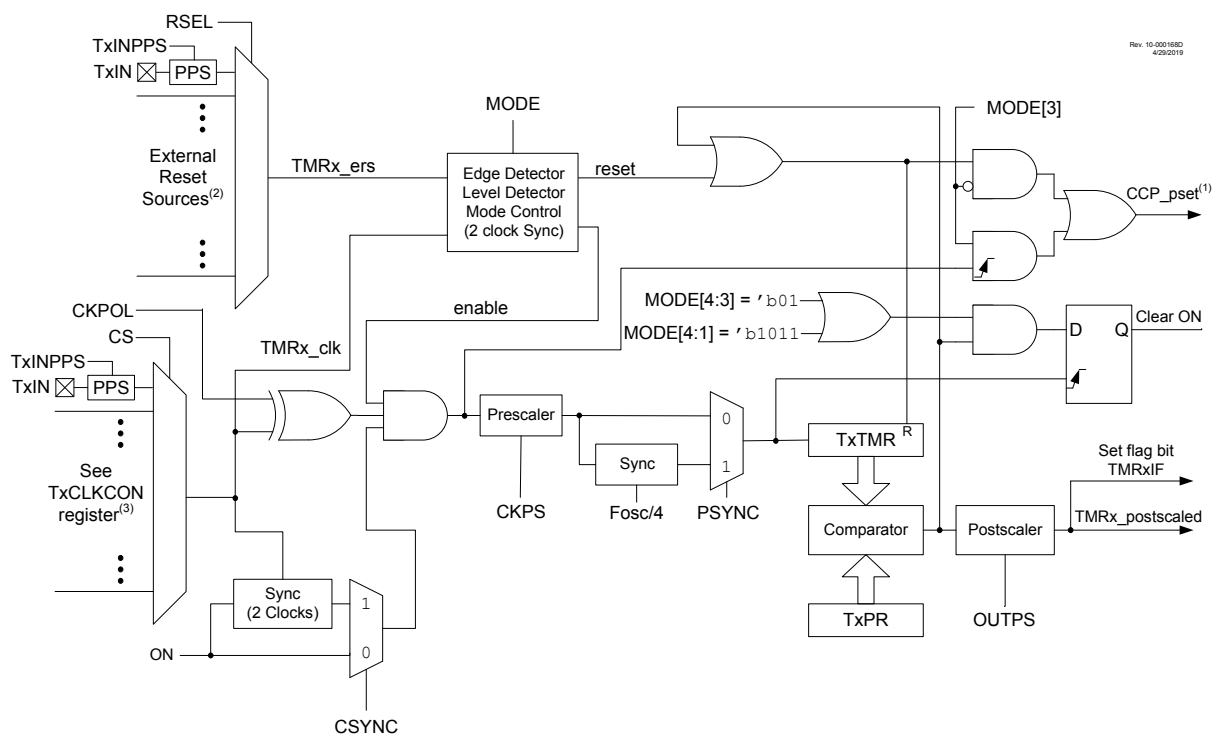 RSEL
TxINPPS
TxIN
PPS
Rev. 10-000168D
4/29/2019
MODE
MODE[3]
External
Reset
Sources(2)
TMRx_ers
Edge Detector
Level Detector
Mode Control
(2 clock Sync)
reset
CCP_pset(1)
enable
CKPOL
CS
TMRx_clk
MODE[4:3] = 'b01
MODE[4:1] = 'b1011
D
Q
Clear ON
TxINPPS
TxIN
PPS
Prescaler
0
1
Sync
CKPS
Fosc/4
PSYNC
TxTMR
R
See
TxCLKCON
register(3)
Set flag bit
TMRxIF
TMRx_postscaled
Comparator
Postscaler
Sync
(2 Clocks)
1
0
TxPR
OUTPS
ON
CSYNC